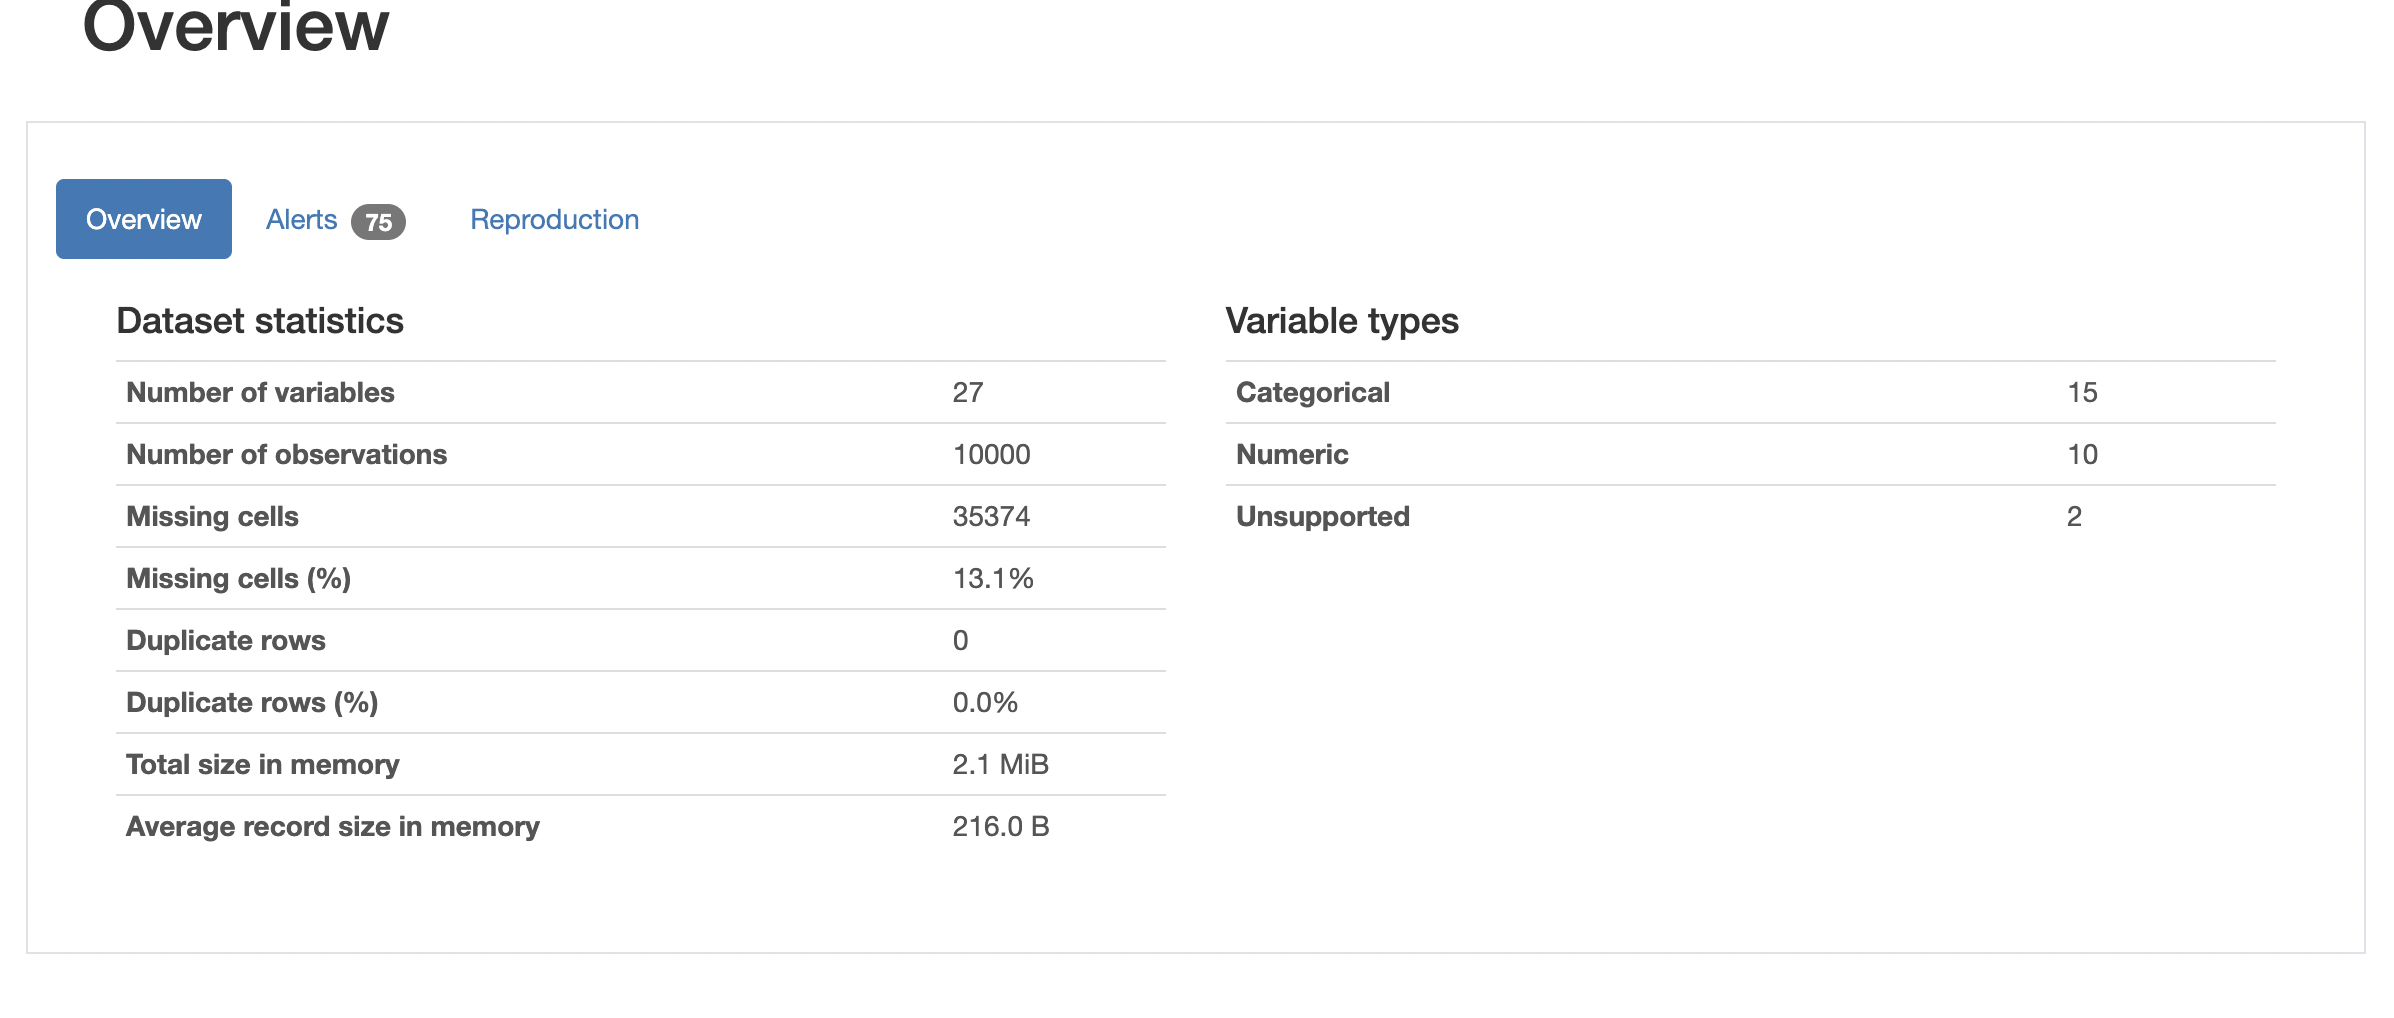 Overview
Overview Alerts 75 Reproduction
Dataset statistics
Number of variables 27
Number of observations 10000
Missing cells 35374
Missing cells (%) 13.1%
Duplicate rows 0
Duplicate rows (%) 0.0%
Total size in memory 2.1 MiB
Average record size in memory 216.0 B
Variable types
Categorical 15
Numeric 10
Unsupported 2